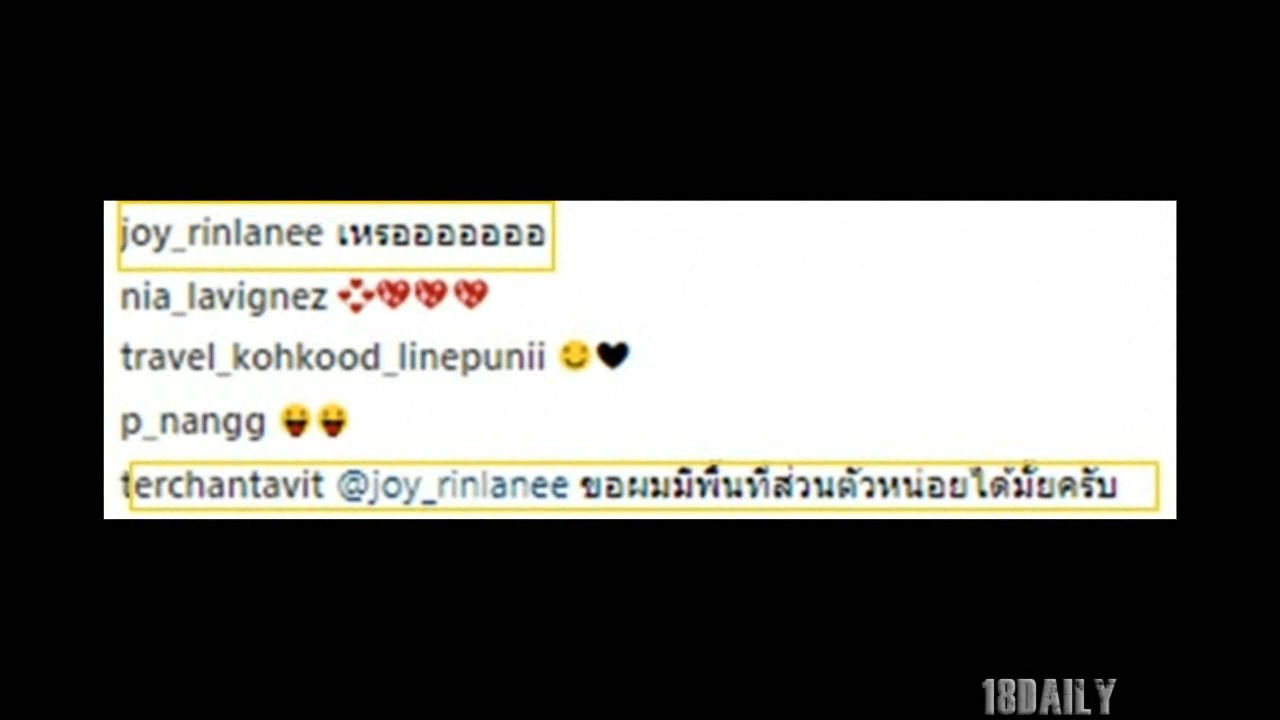 joy_rinlanee เหรอออออออ
nia_lavignez 💞💖💖💖
travel_kohkood_linepunii 😊🖤
p_nangg 😝😝
terchantavit @joy_rinlanee ขอผมมีพื้นที่ส่วนตัวหน่อยได้มั้ยครับ
18DAILY